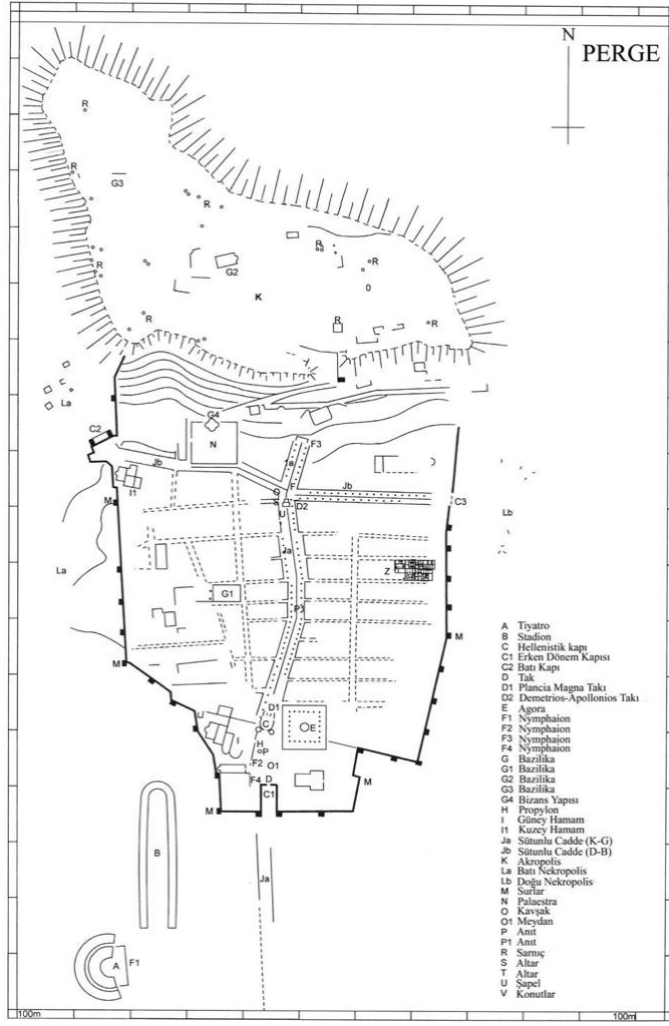 N
PERGE
R
R
G3
R
R
R
G2
R
K
O
R
R
R
La
G4
C2
N
F3
Jb
Ja
F
Jb
I1
O
S
D2
C3
M
U
Lb
Ja
La
Z
G1
P1
M
M
D1
I
C
E
H
P
F2
O1
F4
D
C1
M
M
B
Ja
A
F1
A Tiyatro
B Stadion
C Hellenistik kapı
C1 Erken Dönem Kapısı
C2 Batı Kapı
D Tak
D1 Plancia Magna Takı
D2 Demetrios-Apollonios Takı
E Agora
F1 Nymphaion
F2 Nymphaion
F3 Nymphaion
F4 Nymphaion
G Bazilika
G1 Bazilika
G2 Bazilika
G3 Bazilika
G4 Bizans Yapısı
H Propylon
I Güney Hamam
I1 Kuzey Hamam
Ja Sütunlu Cadde (K-G)
Jb Sütunlu Cadde (D-B)
K Akropolis
La Batı Nekropolis
Lb Doğu Nekropolis
M Surlar
N Palaestra
O Kavşak
O1 Meydan
P Anıt
P1 Anıt
R Sarnıç
S Altar
T Altar
U Şapel
V Konutlar
100m
100m